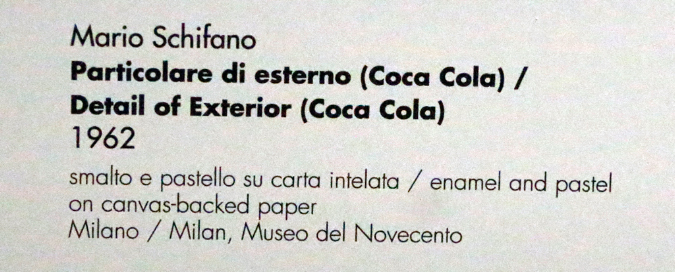 Mario Schifano
Particolare di esterno (Coca Cola) /
Detail of Exterior (Coca Cola)
1962
smalto e pastello su carta intelata / enamel and pastel
on canvas-backed paper
Milano / Milan, Museo del Novecento